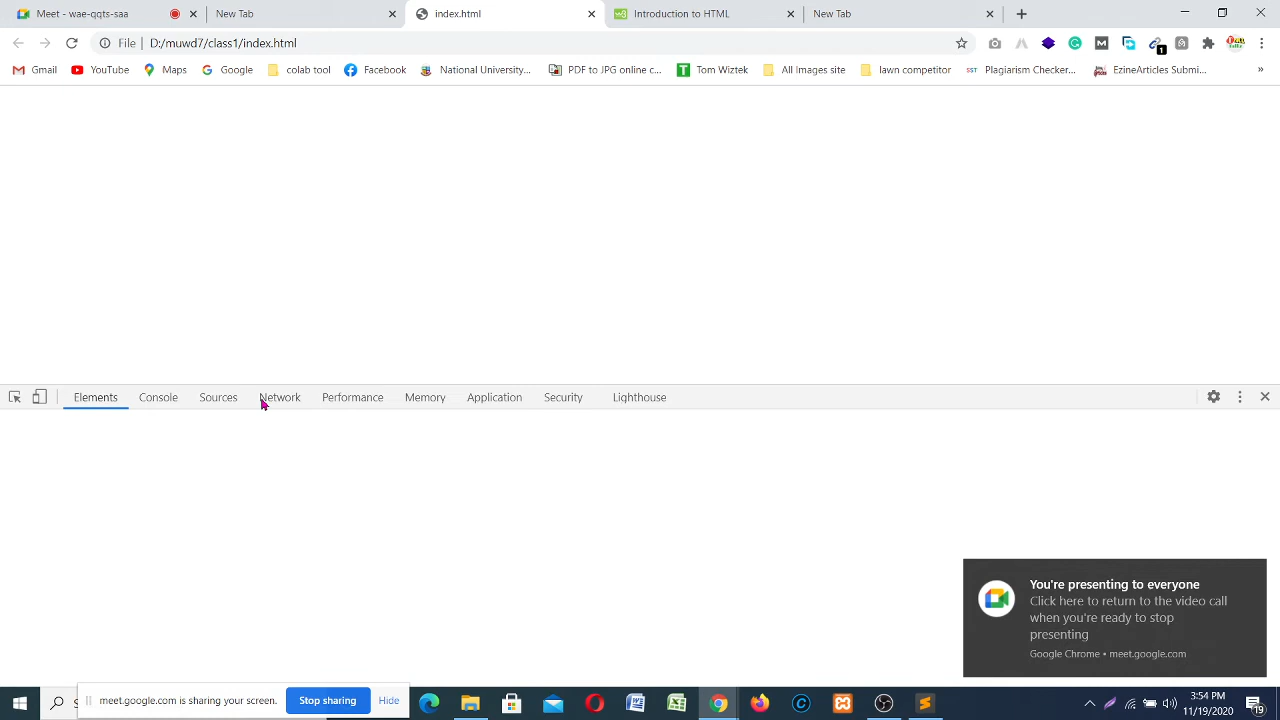 Meet - wae-qqts-saa
New Tab
index.html
Introduction to HTML
New Tab
File
D:/muwd7/class1/index.html
1
Gmail
YouTube
Maps
Google
colab tool
Facebook
National University...
PDF to JPG online c...
Tom Wiztek
All Images site
lawn competitor
SST
Plagiarism Checker...
EzineArticles Submi...
»
Elements
Console
Sources
Network
Performance
Memory
Application
Security
Lighthouse
You're presenting to everyone
Click here to return to the video call
when you're ready to stop
presenting
Google Chrome • meet.google.com
meet.google.com is sharing your screen.
Stop sharing
Hide
3:54 PM
11/19/2020
19